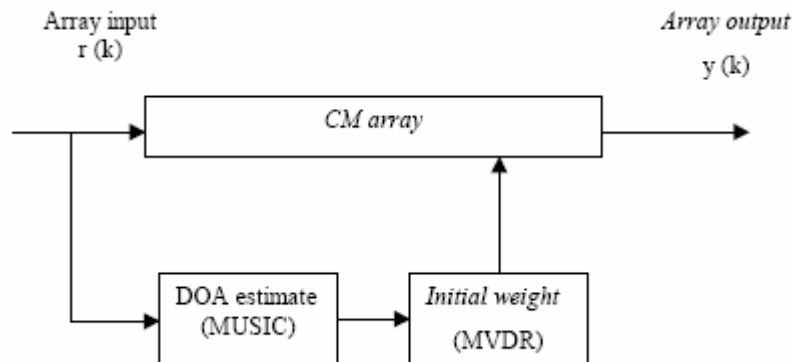 Array input
r (k)
Array output
y (k)
CM array
DOA estimate
(MUSIC)
Initial weight
(MVDR)